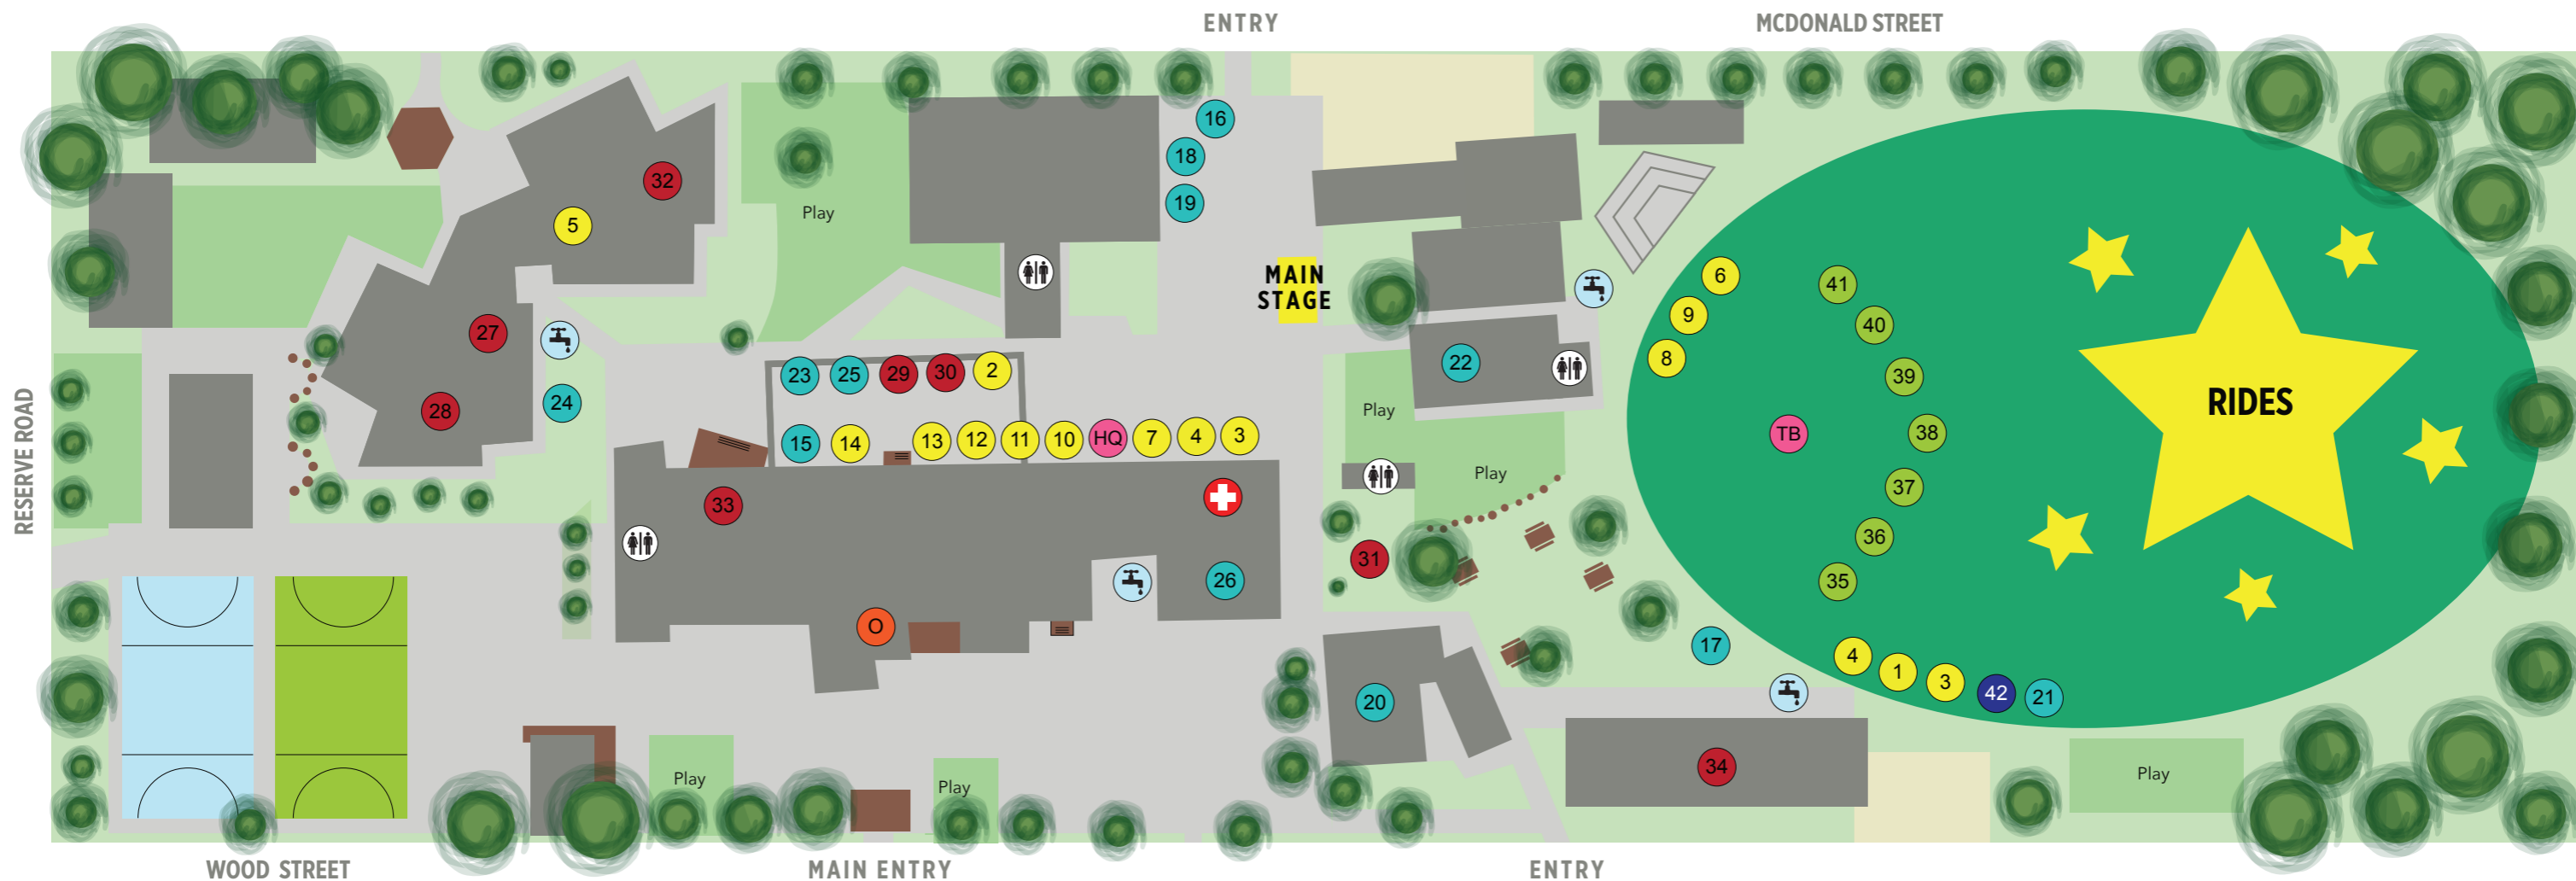 ENTRY
MCDONALD STREET
16
18
32
19
Play
5
MAIN
STAGE
6
41
9
40
27
8
22
23
25
29
30
2
39
RIDES
28
24
Play
15
14
13
12
11
10
HQ
7
4
3
TB
38
RESERVE ROAD
Play
37
33
36
31
26
35
O
17
4
1
3
42
21
20
34
Play
Play
Play
WOOD STREET
MAIN ENTRY
ENTRY